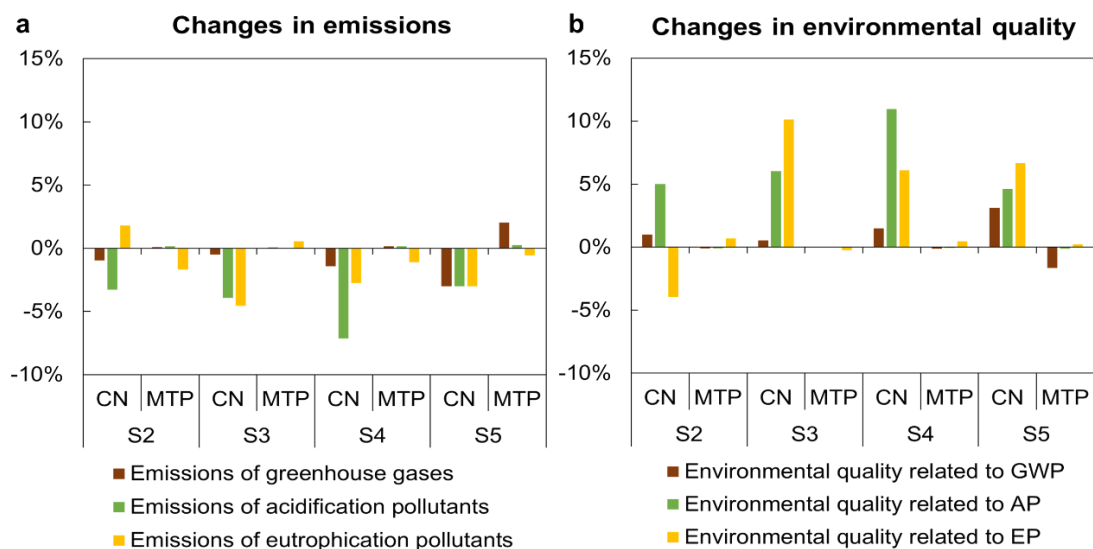 a Changes in emissions
15%
10%
5%
0%
-5%
-10%
CN MTP CN MTP CN MTP CN MTP
S2 S3 S4 S5
Emissions of greenhouse gases
Emissions of acidification pollutants
Emissions of eutrophication pollutants
b Changes in environmental quality
15%
10%
5%
0%
-5%
-10%
CN MTP CN MTP CN MTP CN MTP
S2 S3 S4 S5
Environmental quality related to GWP
Environmental quality related to AP
Environmental quality related to EP